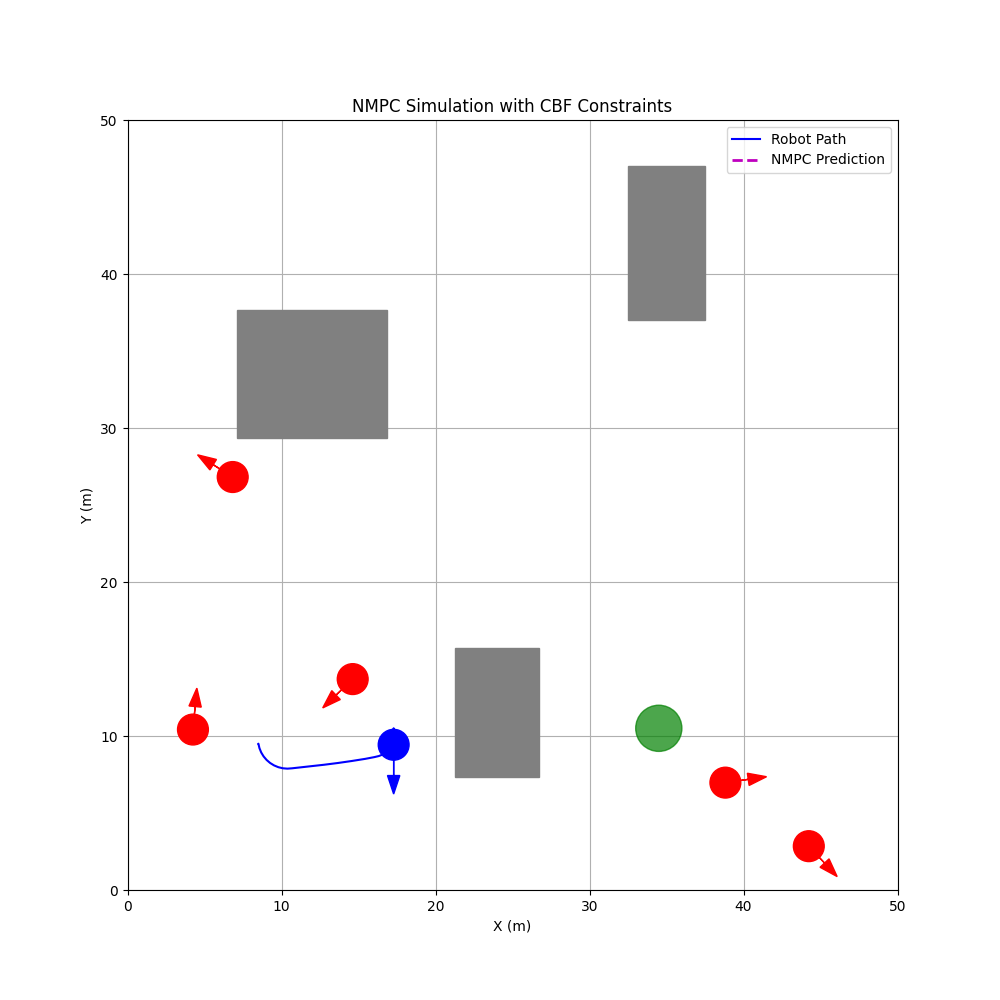 NMPC Simulation with CBF Constraints
Robot Path
NMPC Prediction
50
40
30
20
10
0
Y (m)
0 10 20 30 40 50
X (m)